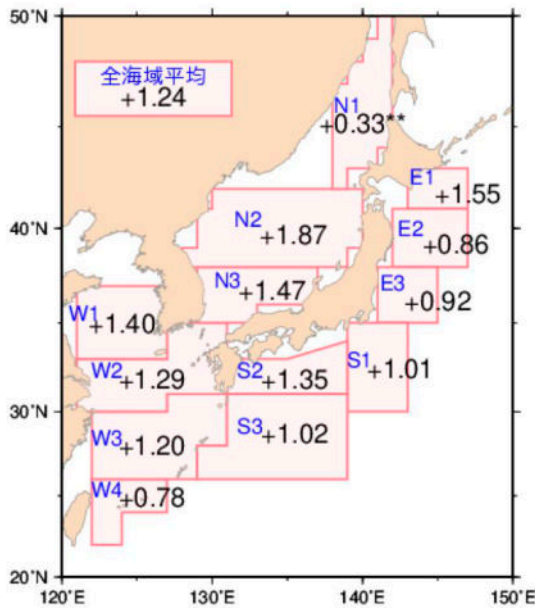 50˚N
全海域平均
+1.24
N1
+0.33**
E1
+1.55
40˚N
N2
+1.87
E2
+0.86
N3
+1.47
E3
+0.92
W1
+1.40
W2
+1.29
S2
+1.35
S1
+1.01
30˚N
W3
+1.20
S3
+1.02
W4
+0.78
20˚N
120˚E
130˚E
140˚E
150˚E